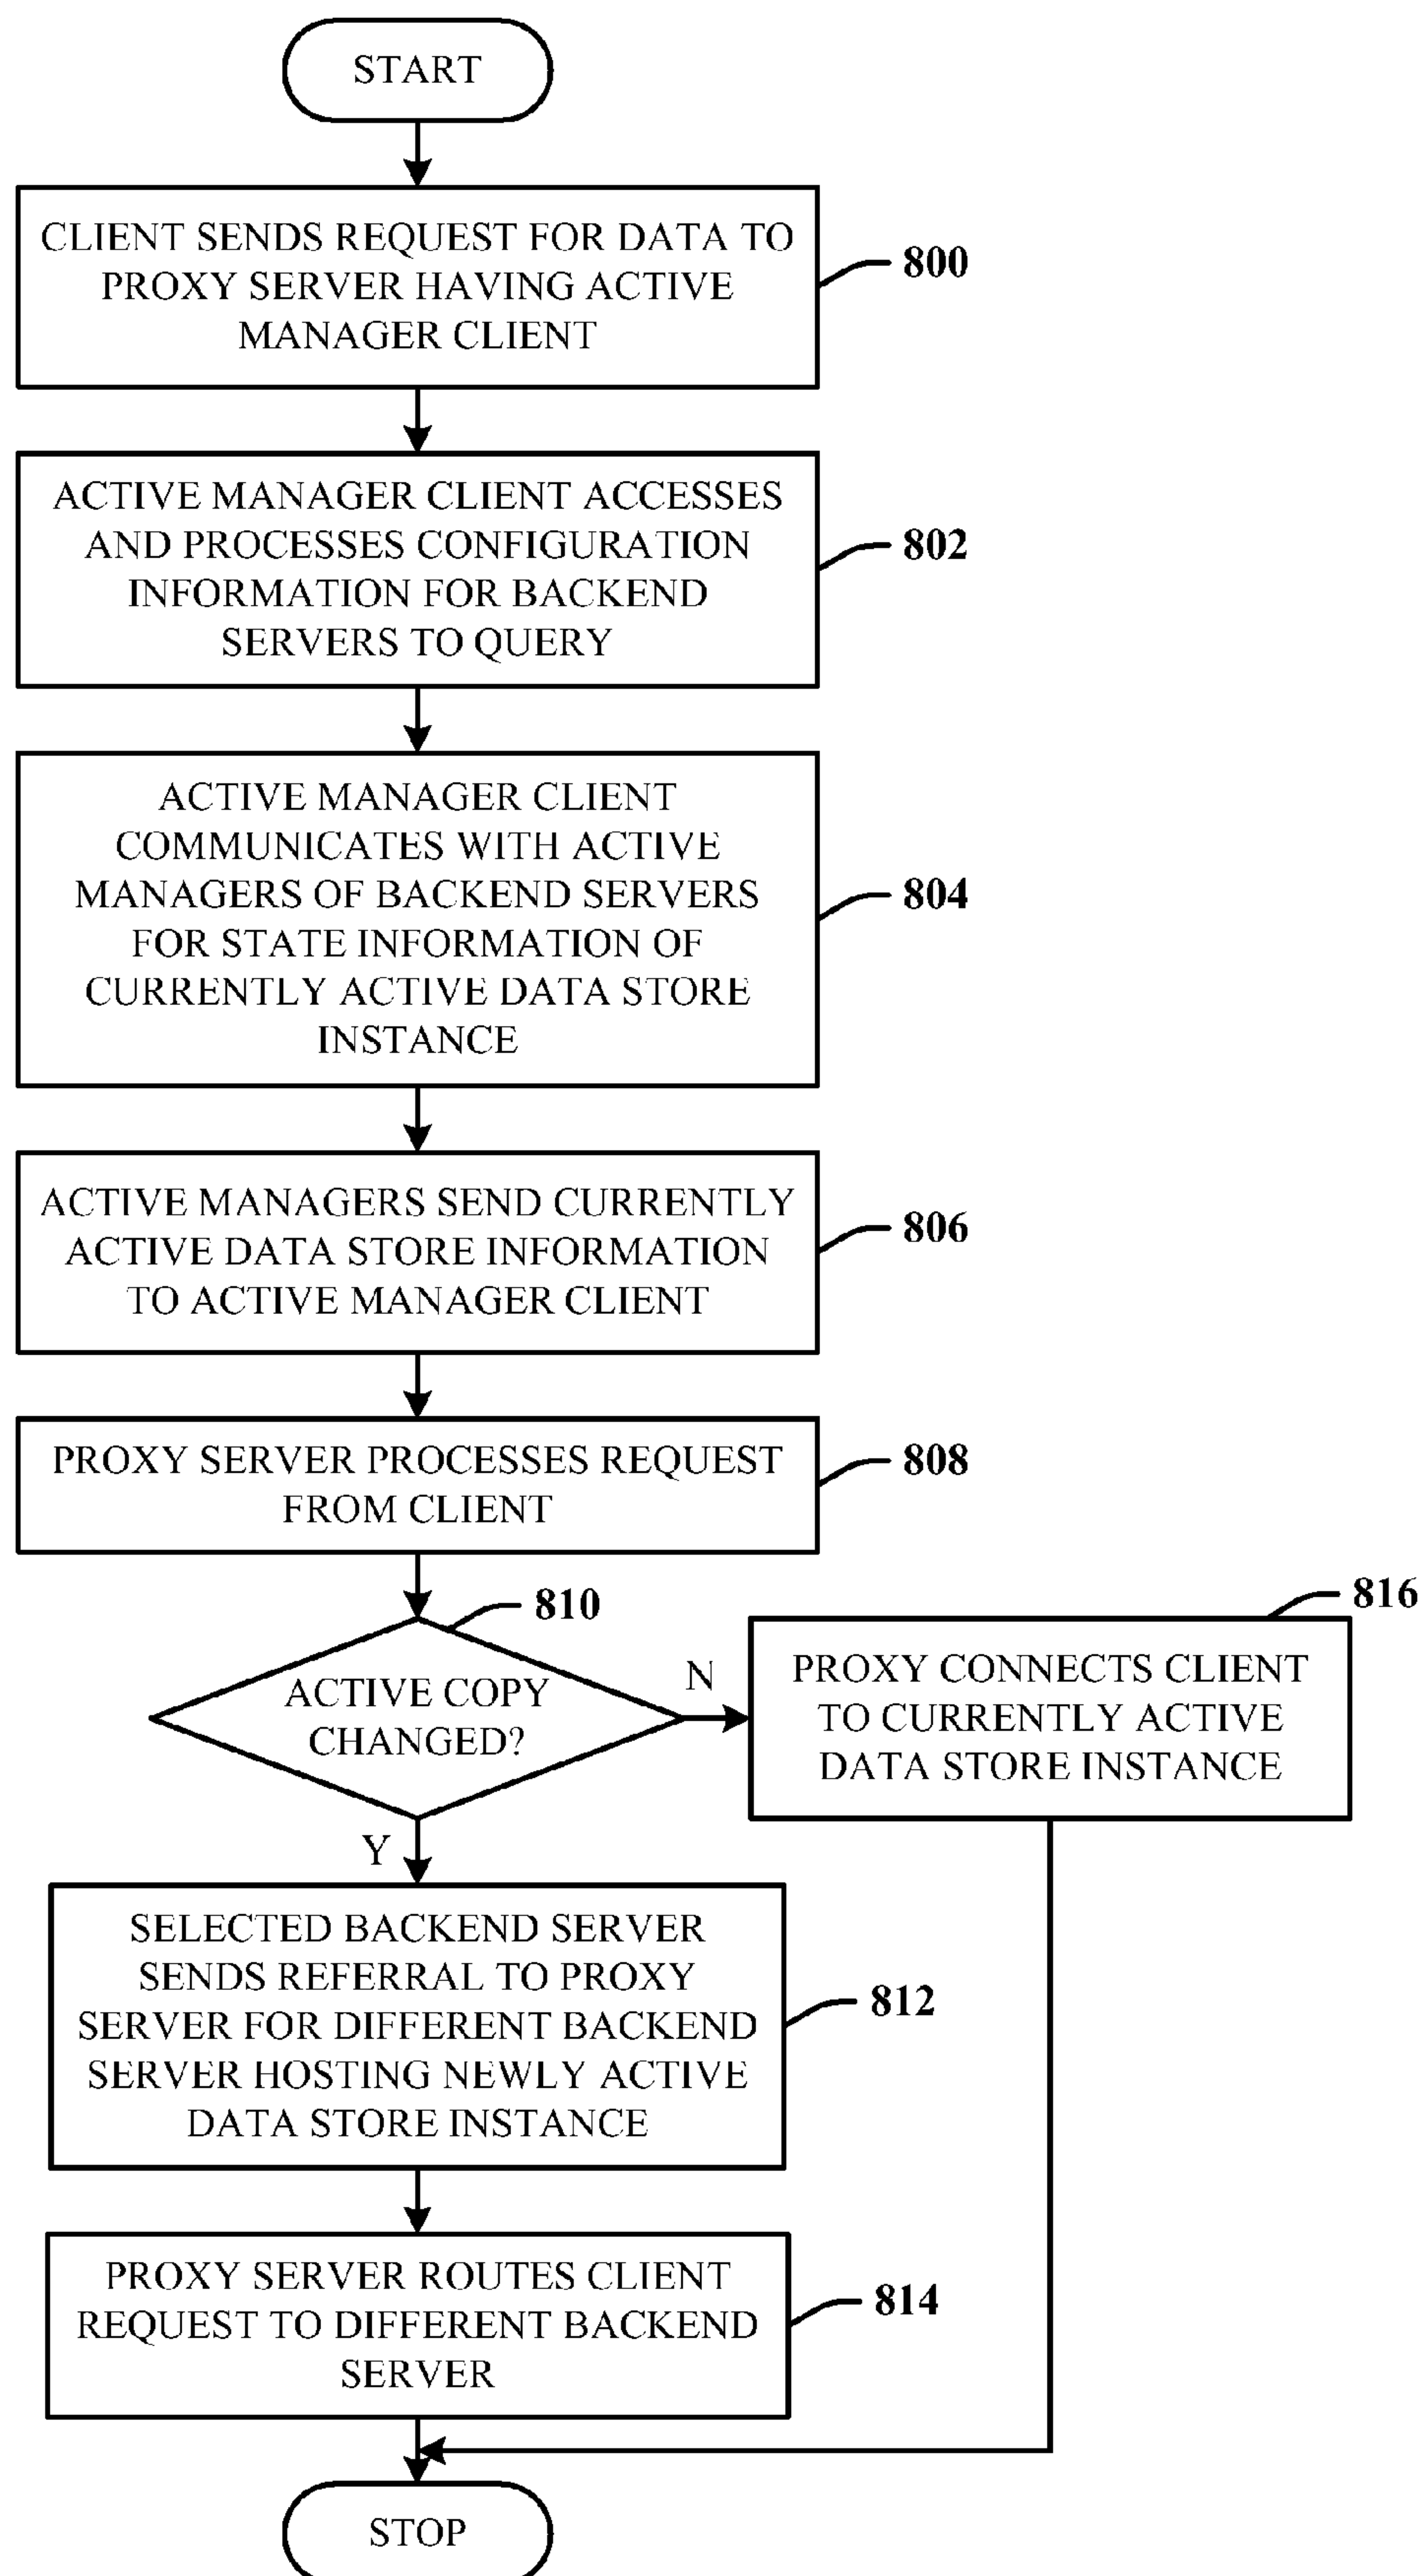 START
CLIENT SENDS REQUEST FOR DATA TO
PROXY SERVER HAVING ACTIVE
MANAGER CLIENT
800
ACTIVE MANAGER CLIENT ACCESSES
AND PROCESSES CONFIGURATION
INFORMATION FOR BACKEND
SERVERS TO QUERY
802
ACTIVE MANAGER CLIENT
COMMUNICATES WITH ACTIVE
MANAGERS OF BACKEND SERVERS
FOR STATE INFORMATION OF
CURRENTLY ACTIVE DATA STORE
INSTANCE
804
ACTIVE MANAGERS SEND CURRENTLY
ACTIVE DATA STORE INFORMATION
TO ACTIVE MANAGER CLIENT
806
PROXY SERVER PROCESSES REQUEST
FROM CLIENT
808
810
ACTIVE COPY
CHANGED?
N
816
PROXY CONNECTS CLIENT
TO CURRENTLY ACTIVE
DATA STORE INSTANCE
Y
SELECTED BACKEND SERVER
SENDS REFERRAL TO PROXY
SERVER FOR DIFFERENT BACKEND
SERVER HOSTING NEWLY ACTIVE
DATA STORE INSTANCE
812
PROXY SERVER ROUTES CLIENT
REQUEST TO DIFFERENT BACKEND
SERVER
814
STOP